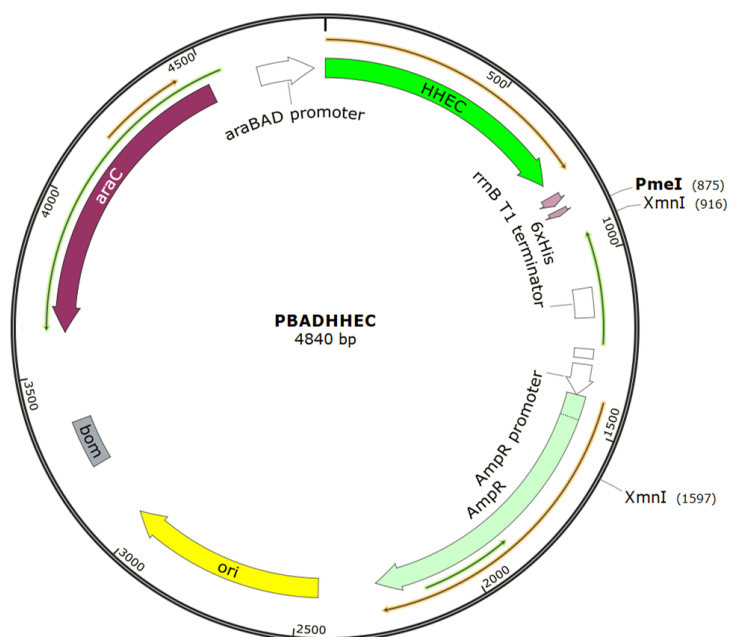 4500
500
araBAD promoter
HHEC
araC
4000
PmeI (875)
XmnI (916)
rrnB T1 terminator
6xHis
1000
PBADHHEC
4840 bp
3500
bom
AmpR promoter
AmpR
1500
XmnI (1597)
ori
3000
2000
2500